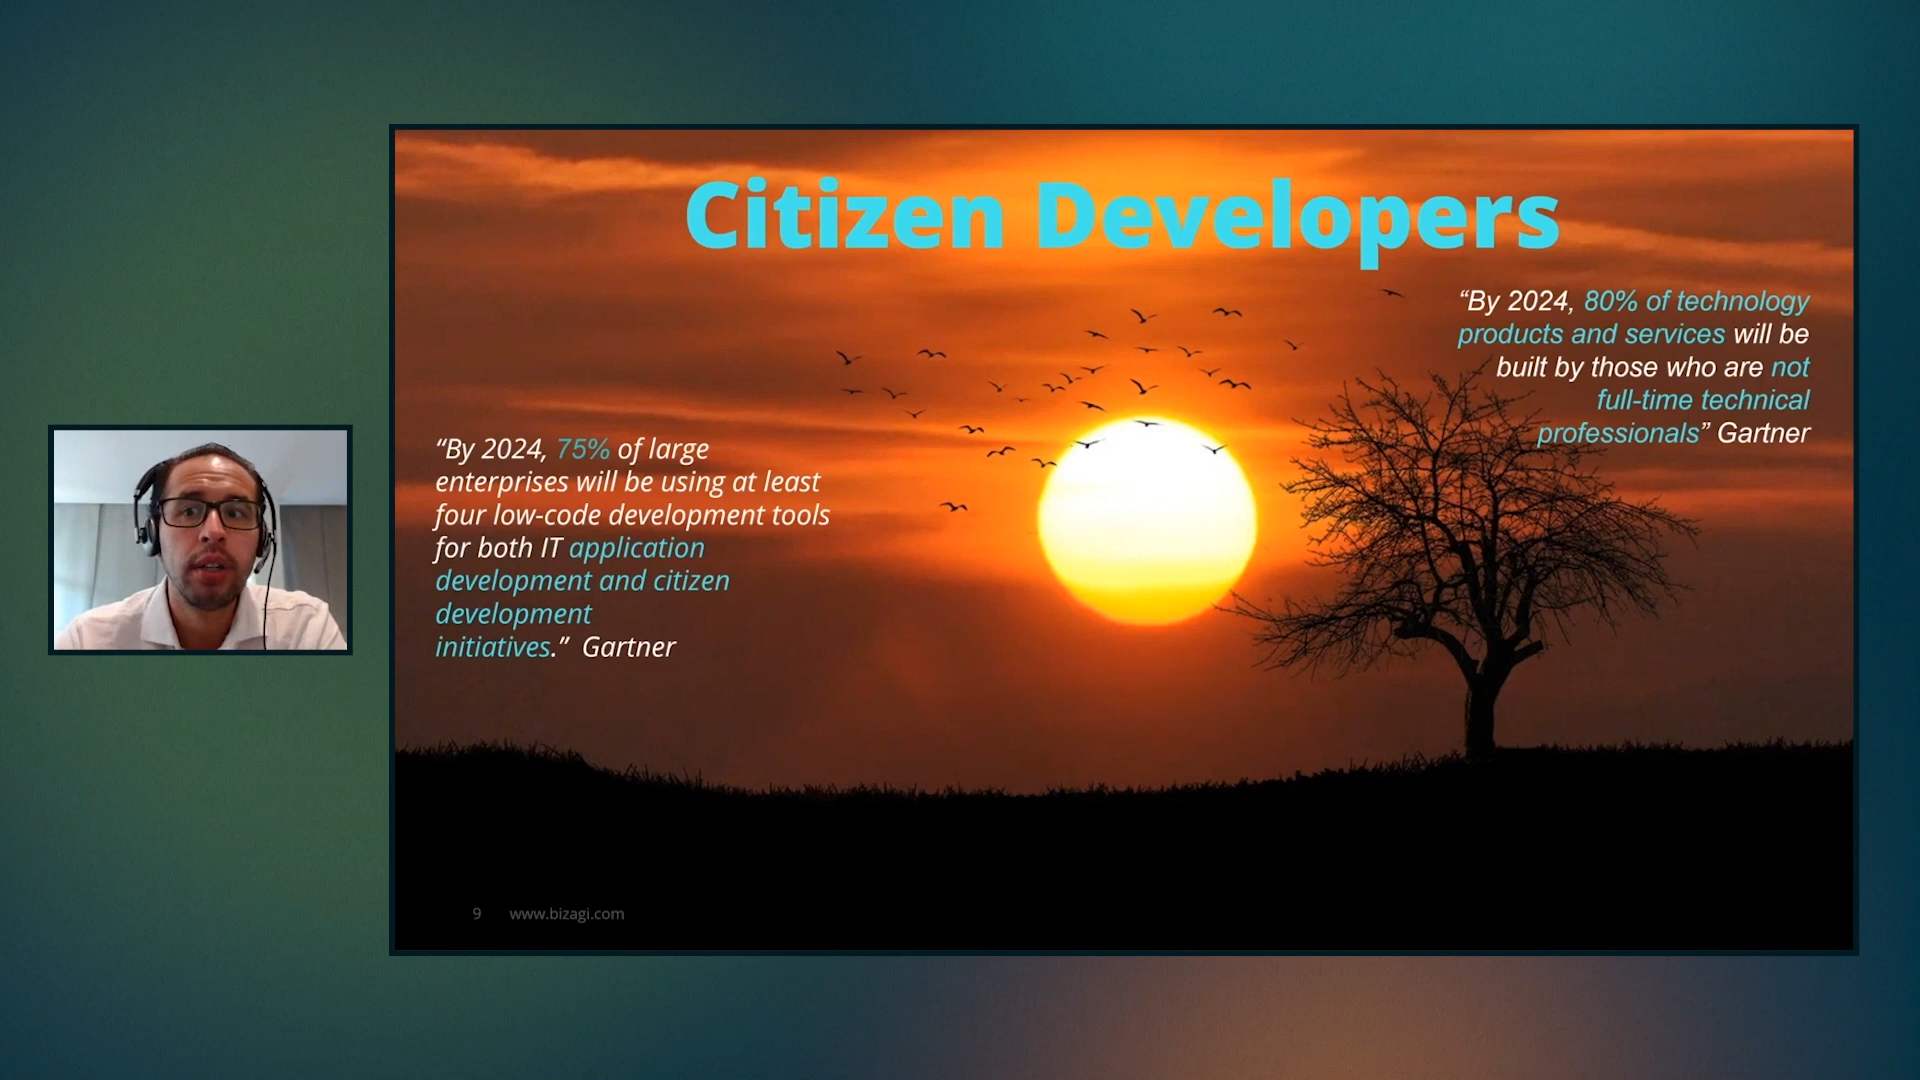 Citizen Developers
“By 2024, 80% of technology
products and services will be
built by those who are not
full-time technical
professionals” Gartner
“By 2024, 75% of large
enterprises will be using at least
four low-code development tools
for both IT application
development and citizen
development
initiatives.” Gartner
9 www.bizagi.com